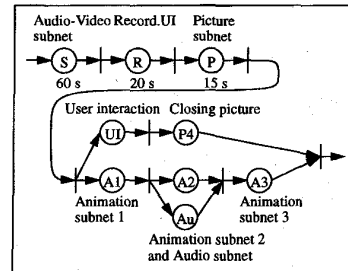 Audio-Video Record.UI Picture
subnet subnet
S R P
60 s 20 s 15 s
User interaction Closing picture
UI P4
A1 A2 A3
Animation Animation
subnet 1 subnet 3
Au
Animation subnet 2
and Audio subnet